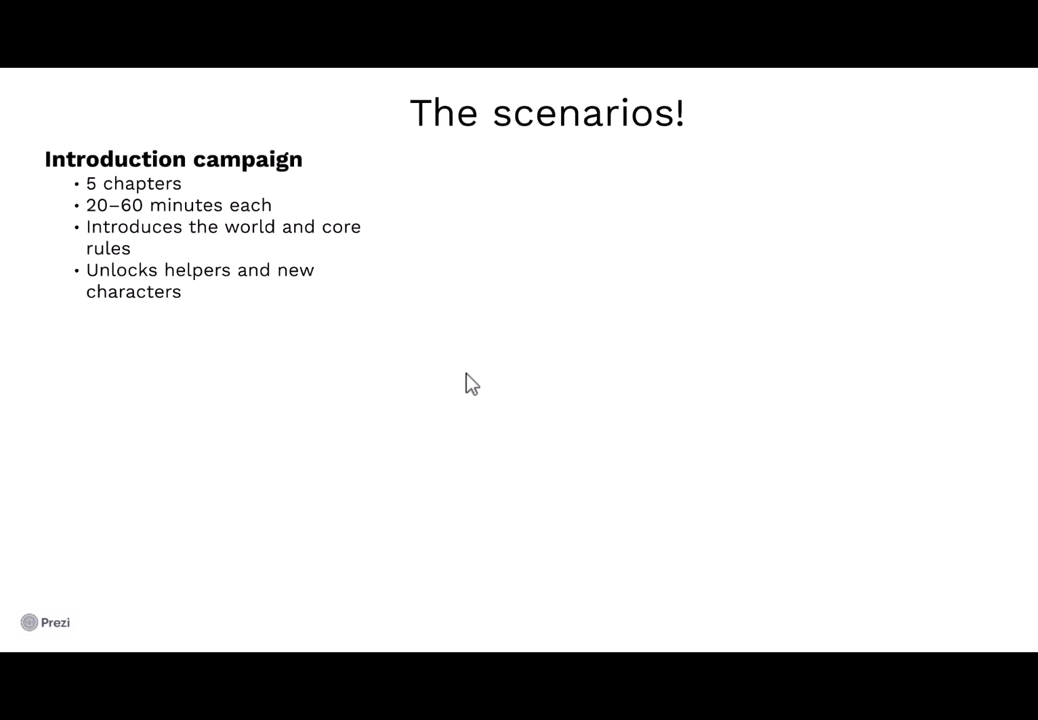 The scenarios!
Introduction campaign
• 5 chapters
• 20–60 minutes each
• Introduces the world and core
rules
• Unlocks helpers and new
characters
Prezi